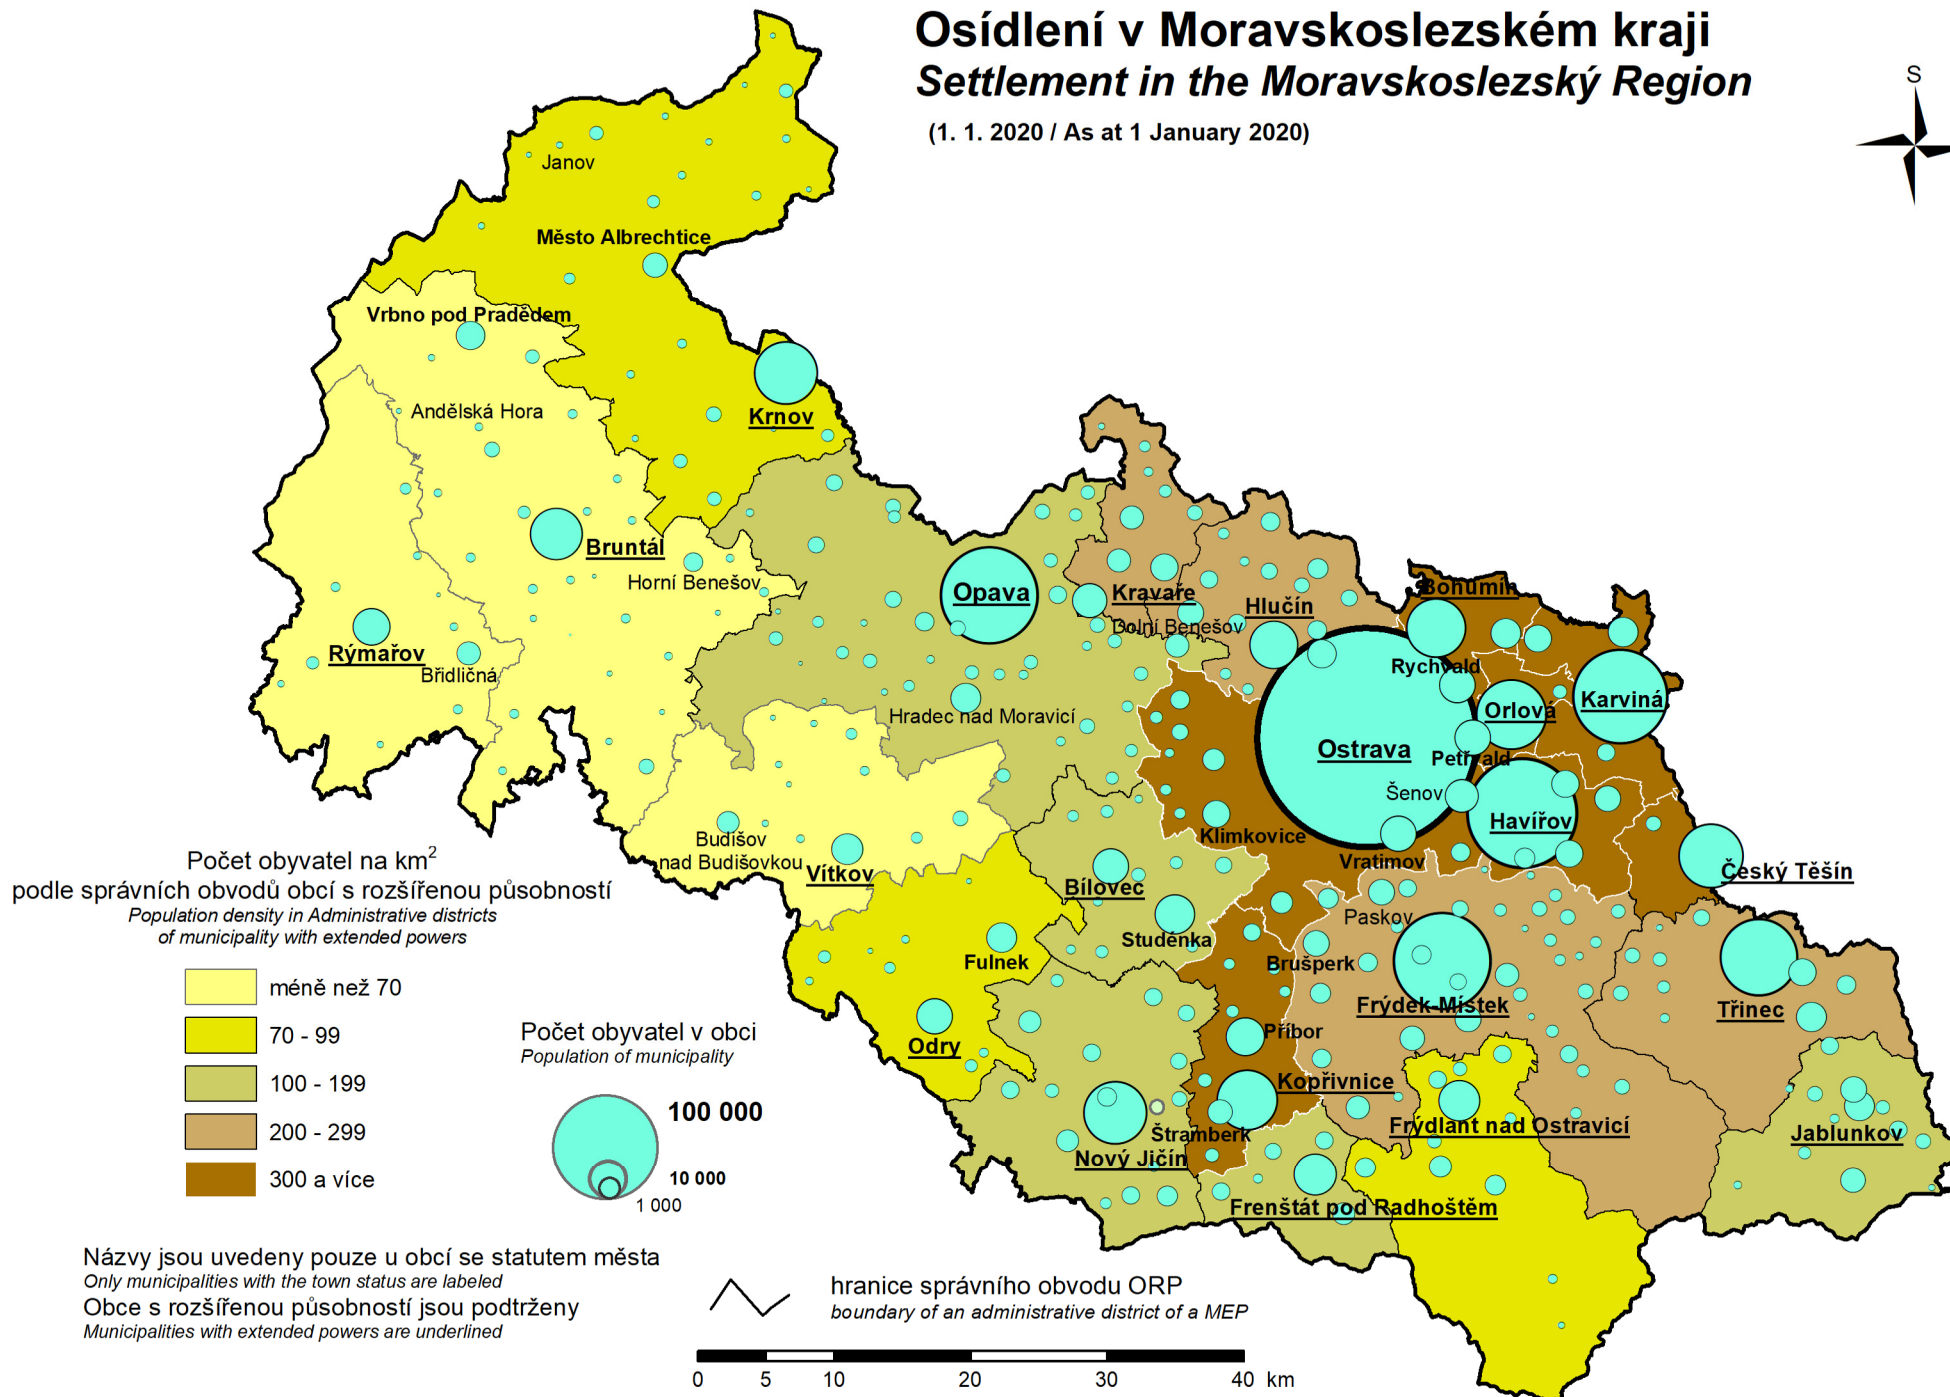 Osídlení v Moravskoslezském kraji
Settlement in the Moravskoslezský Region
(1. 1. 2020 / As at 1 January 2020)
S
Janov
Město Albrechtice
Vrbno pod Pradědem
Andělská Hora
Krnov
Bruntál
Horní Benešov
Rýmařov
Břidličná
Opava
Kravaře
Hlučín
Dolní Benešov
Bohumín
Rychvald
Karviná
Orlová
Hradec nad Moravicí
Ostrava
Petřvald
Šenov
Havířov
Klimkovice
Vratimov
Budišov
nad Budišovkou
Vítkov
Český Těšín
Bílovec
Paskov
Studénka
Fulnek
Brušperk
Frýdek-Místek
Třinec
Odry
Příbor
Kopřivnice
Štramberk
Frýdlant nad Ostravicí
Jablunkov
Nový Jičín
Frenštát pod Radhoštěm
Počet obyvatel na km2
podle správních obvodů obcí s rozšířenou působností
Population density in Administrative districts
of municipality with extended powers
méně než 70
70 - 99
100 - 199
200 - 299
300 a více
Počet obyvatel v obci
Population of municipality
100 000
10 000
1 000
Názvy jsou uvedeny pouze u obcí se statutem města
Only municipalities with the town status are labeled
Obce s rozšířenou působností jsou podtrženy
Municipalities with extended powers are underlined
hranice správního obvodu ORP
boundary of an administrative district of a MEP
0 5 10 20 30 40 km